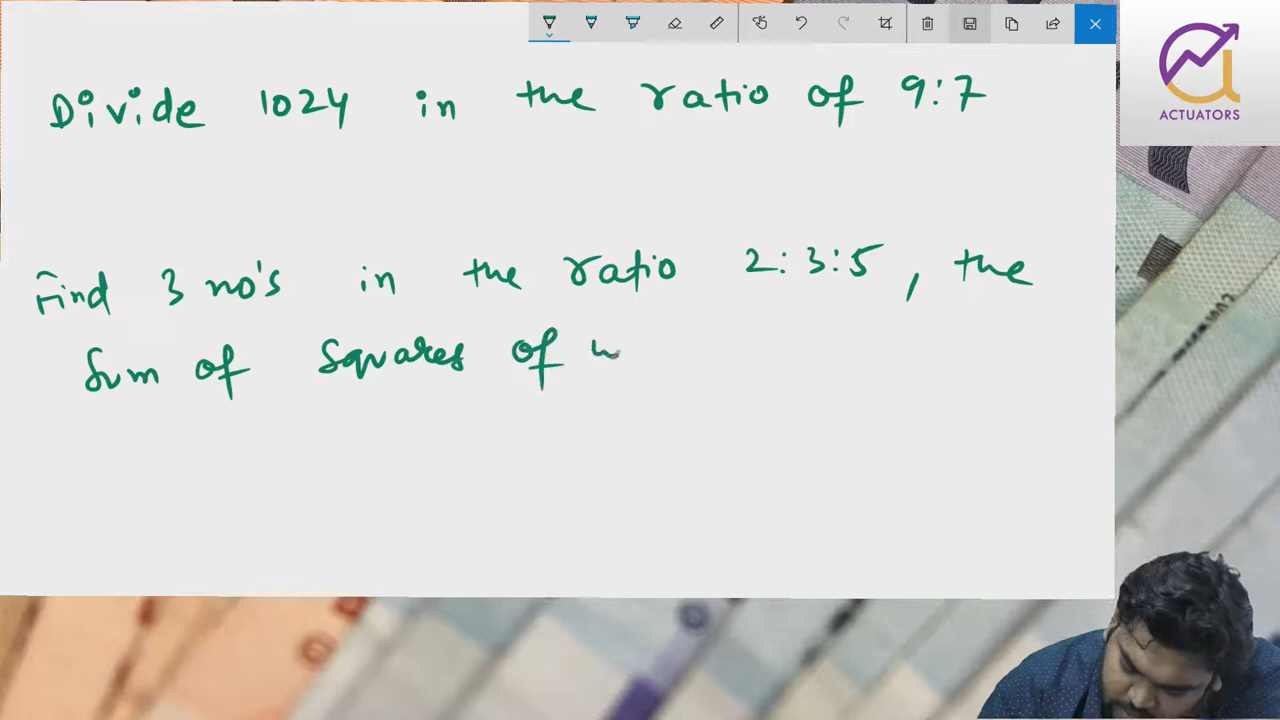 Divide 1024 in the ratio of 9:7
ACTUATORS
Find 3 no's in the ratio 2:3:5, the
Sum of Squares of